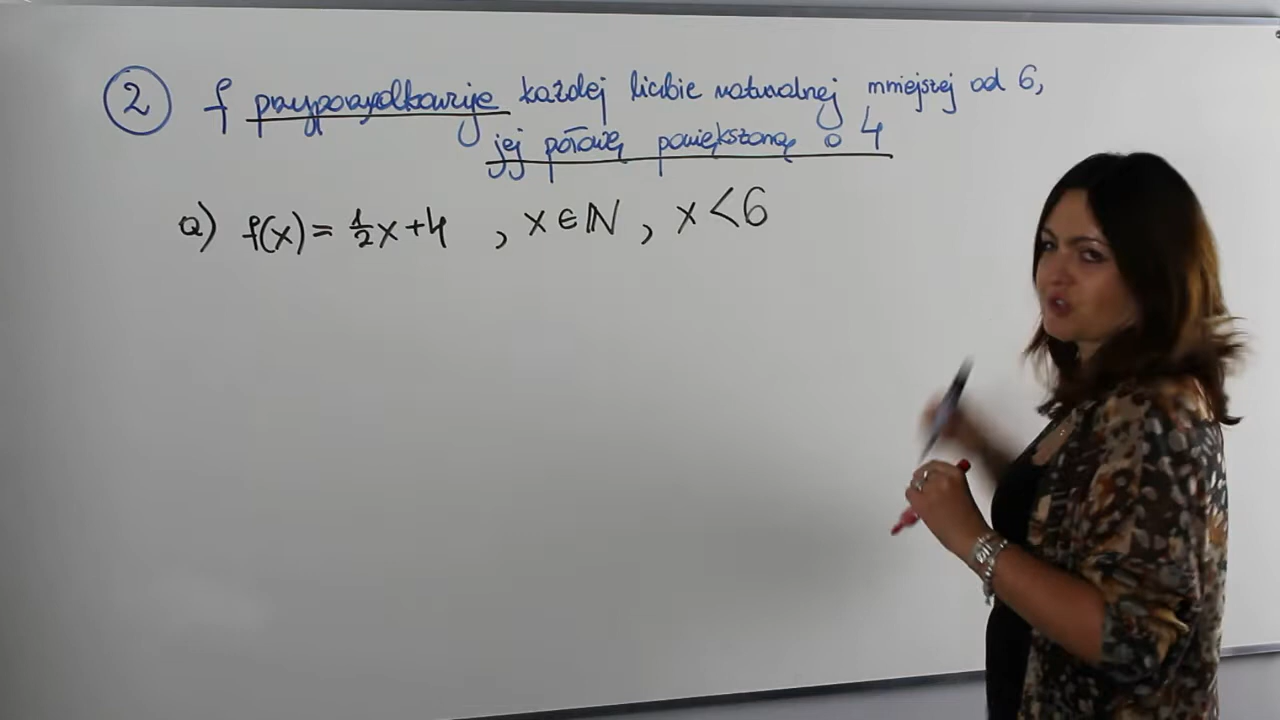 2 f przyporządkowuje każdej liczbie naturalnej mniejszej od 6,
jej połowę powiększoną o 4
a) f(x) = 1/2 x + 4 , x ∈ ℕ , x < 6